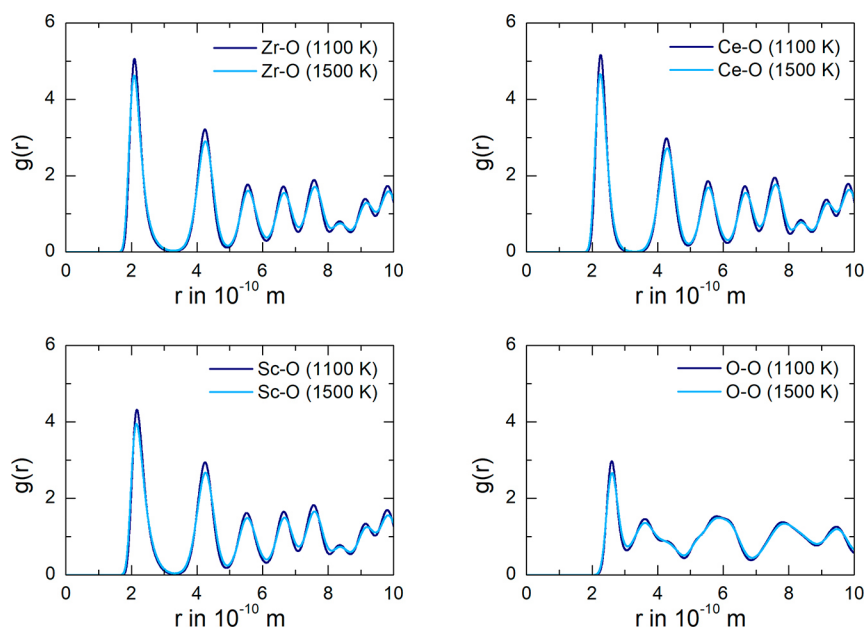 6
4
2
0
g(r)
Zr-O (1100 K)
Zr-O (1500 K)
0 2 4 6 8 10
r in 10⁻¹⁰ m
6
4
2
0
g(r)
Ce-O (1100 K)
Ce-O (1500 K)
0 2 4 6 8 10
r in 10⁻¹⁰ m
6
4
2
0
g(r)
Sc-O (1100 K)
Sc-O (1500 K)
0 2 4 6 8 10
r in 10⁻¹⁰ m
6
4
2
0
g(r)
O-O (1100 K)
O-O (1500 K)
0 2 4 6 8 10
r in 10⁻¹⁰ m